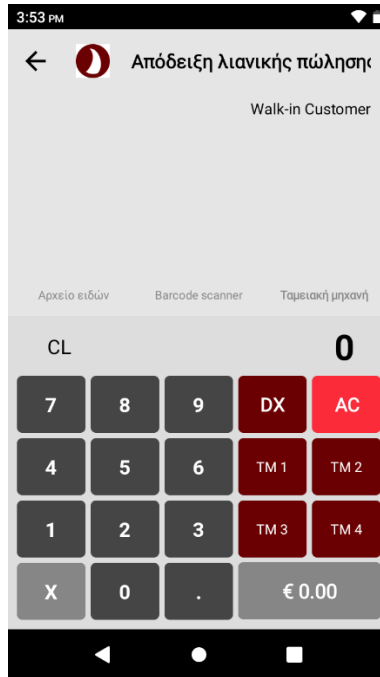 3:53 PM
Απόδειξη λιανικής πώλησης
Walk-in Customer
Αρχείο ειδών Barcode scanner Ταμειακή μηχανή
CL 0
7 8 9 DX AC
4 5 6 TM 1 TM 2
1 2 3 TM 3 TM 4
X 0 . € 0.00